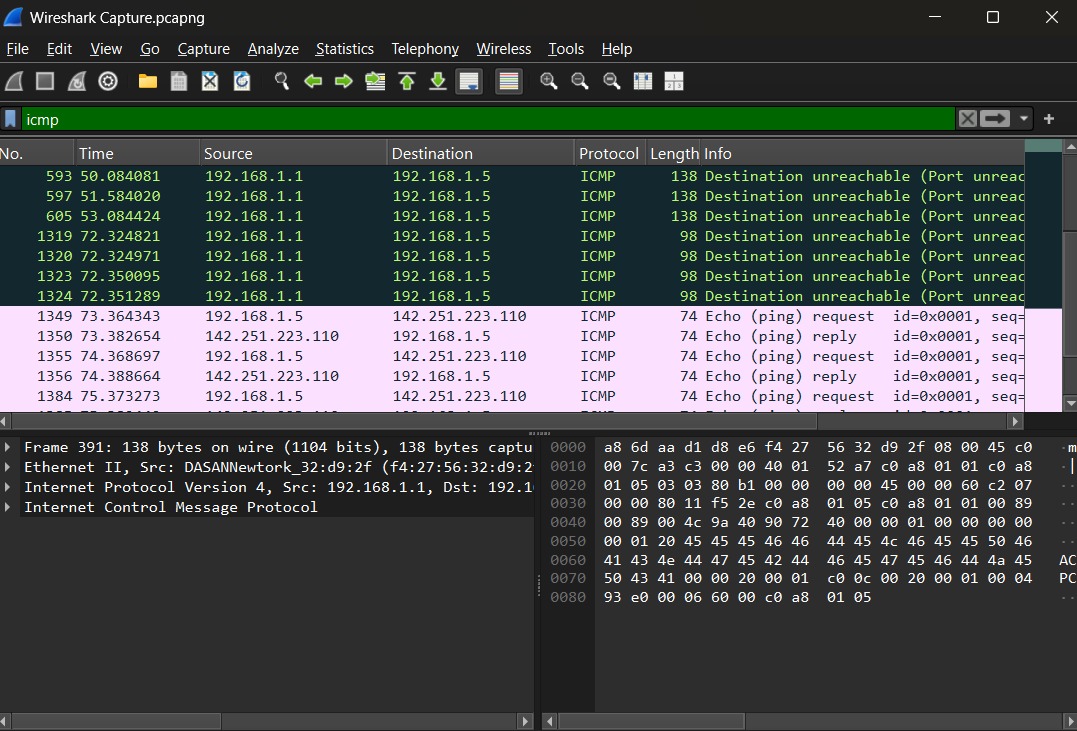 Wireshark Capture.pcapng
File Edit View Go Capture Analyze Statistics Telephony Wireless Tools Help
icmp
No. Time Source Destination Protocol Length Info
593 50.084081 192.168.1.1 192.168.1.5 ICMP 138 Destination unreachable (Port unreac
597 51.584020 192.168.1.1 192.168.1.5 ICMP 138 Destination unreachable (Port unreac
605 53.084424 192.168.1.1 192.168.1.5 ICMP 138 Destination unreachable (Port unreac
1319 72.324821 192.168.1.1 192.168.1.5 ICMP 98 Destination unreachable (Port unreac
1320 72.324971 192.168.1.1 192.168.1.5 ICMP 98 Destination unreachable (Port unreac
1323 72.350095 192.168.1.1 192.168.1.5 ICMP 98 Destination unreachable (Port unreac
1324 72.351289 192.168.1.1 192.168.1.5 ICMP 98 Destination unreachable (Port unreac
1349 73.364343 192.168.1.5 142.251.223.110 ICMP 74 Echo (ping) request id=0x0001, seq=
1350 73.382654 142.251.223.110 192.168.1.5 ICMP 74 Echo (ping) reply id=0x0001, seq=
1355 74.368697 192.168.1.5 142.251.223.110 ICMP 74 Echo (ping) request id=0x0001, seq=
1356 74.388664 142.251.223.110 192.168.1.5 ICMP 74 Echo (ping) reply id=0x0001, seq=
1384 75.373273 192.168.1.5 142.251.223.110 ICMP 74 Echo (ping) request id=0x0001, seq=
Frame 391: 138 bytes on wire (1104 bits), 138 bytes captu
Ethernet II, Src: DASANNewtork_32:d9:2f (f4:27:56:32:d9:2
Internet Protocol Version 4, Src: 192.168.1.1, Dst: 192.1
Internet Control Message Protocol
0000 a8 6d aa d1 d8 e6 f4 27 56 32 d9 2f 08 00 45 c0 ·m
0010 00 7c a3 c3 00 00 40 01 52 a7 c0 a8 01 01 c0 a8 ·|
0020 01 05 03 03 80 b1 00 00 00 00 45 00 00 60 c2 07 ··
0030 00 00 80 11 f5 2e c0 a8 01 05 c0 a8 01 01 00 89 ··
0040 00 89 00 4c 9a 40 90 72 40 00 00 01 00 00 00 00 ··
0050 00 01 20 45 45 45 46 46 44 45 4c 46 45 45 50 46 ··
0060 41 43 4e 44 47 45 42 44 46 45 47 45 46 44 4a 45 AC
0070 50 43 41 00 00 20 00 01 c0 0c 00 20 00 01 00 04 PC
0080 93 e0 00 06 60 00 c0 a8 01 05 ··